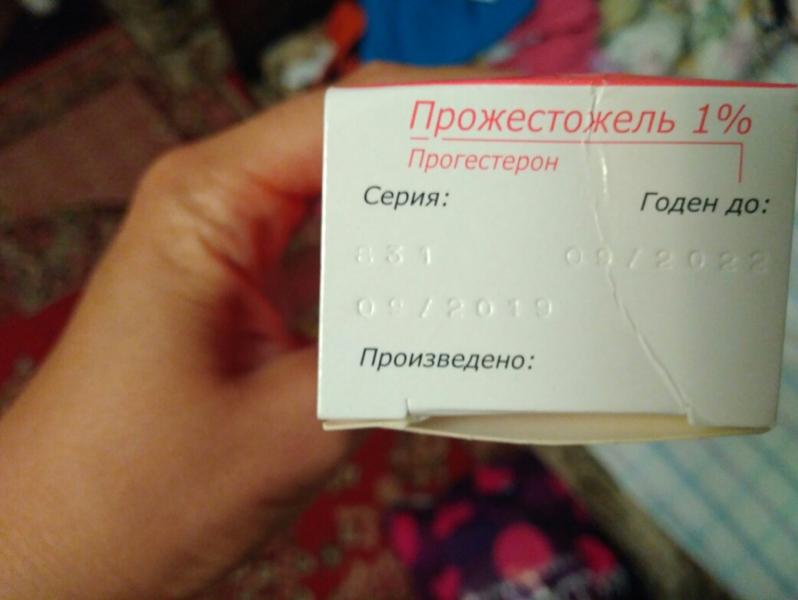 Прожестожель 1%
Прогестерон
Серия: Годен до:
831 09/2022
09/2019
Произведено: